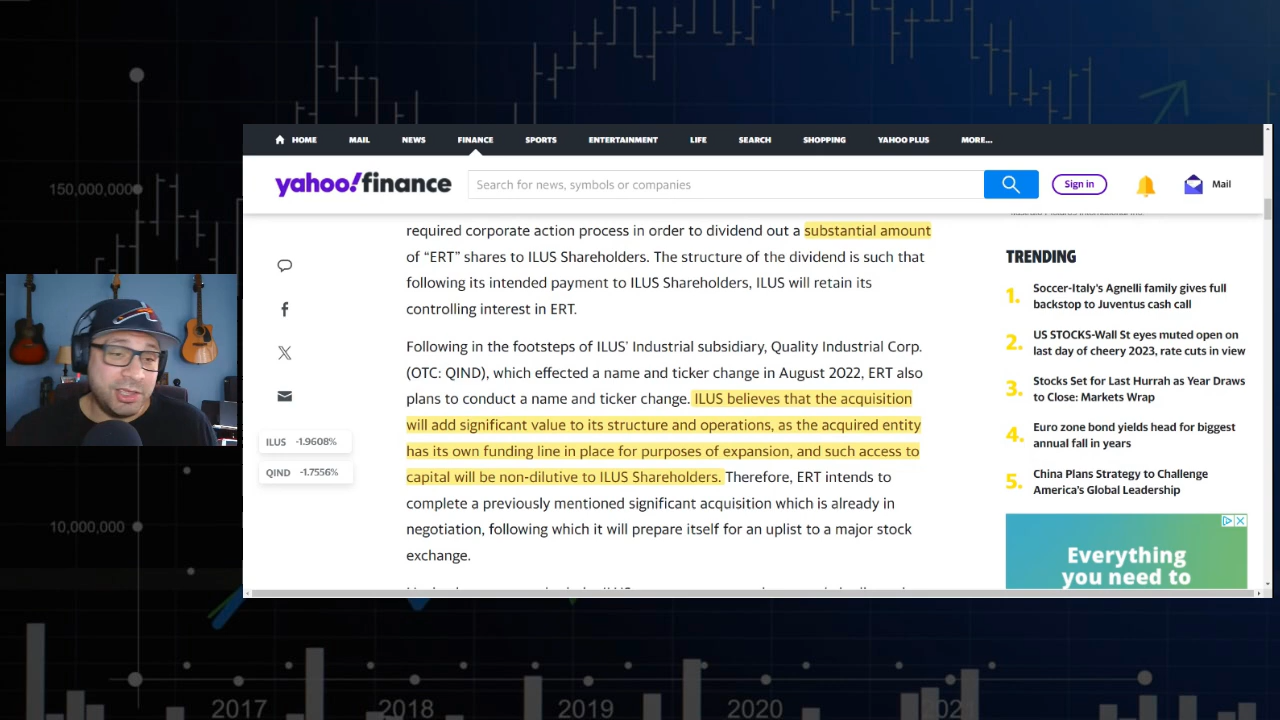 HOME MAIL NEWS FINANCE SPORTS ENTERTAINMENT LIFE SEARCH SHOPPING YAHOO PLUS MORE...
yahoo!finance
Search for news, symbols or companies
Sign in
Mail
required corporate action process in order to dividend out a substantial amount
of “ERT” shares to ILUS Shareholders. The structure of the dividend is such that
following its intended payment to ILUS Shareholders, ILUS will retain its
controlling interest in ERT.
Following in the footsteps of ILUS’ Industrial subsidiary, Quality Industrial Corp.
(OTC: QIND), which effected a name and ticker change in August 2022, ERT also
plans to conduct a name and ticker change. ILUS believes that the acquisition
will add significant value to its structure and operations, as the acquired entity
has its own funding line in place for purposes of expansion, and such access to
capital will be non-dilutive to ILUS Shareholders. Therefore, ERT intends to
complete a previously mentioned significant acquisition which is already in
negotiation, following which it will prepare itself for an uplist to a major stock
exchange.
ILUS -1.9608%
QIND -1.7556%
TRENDING
1. Soccer-Italy's Agnelli family gives full
backstop to Juventus cash call
2. US STOCKS-Wall St eyes muted open on
last day of cheery 2023, rate cuts in view
3. Stocks Set for Last Hurrah as Year Draws
to Close: Markets Wrap
4. Euro zone bond yields head for biggest
annual fall in years
5. China Plans Strategy to Challenge
America's Global Leadership
Everything
you need to
150,000,000
10,000,000
2017 2018 2019 2020 2021